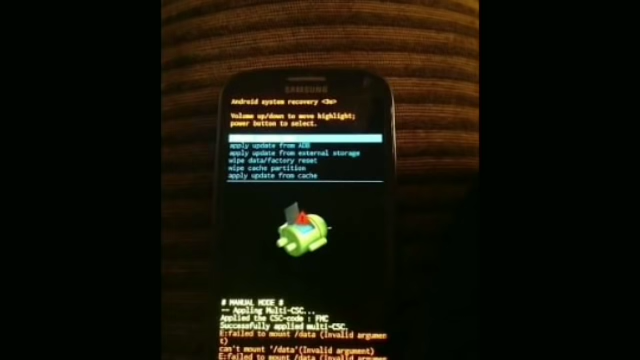 SAMSUNG
Android system recovery <3e>
Volume up/down to move highlight;
power button to select.
apply update from ADB
apply update from external storage
wipe data/factory reset
wipe cache partition
apply update from cache
# MANUAL MODE #
-- Appling Multi-CSC...
Applied the CSC-code : FMC
Successfully applied multi-CSC.
E:failed to mount /data (Invalid argumen
t)
can't mount '/data'(Invalid argument)
E:failed to mount /data (Invalid argumen